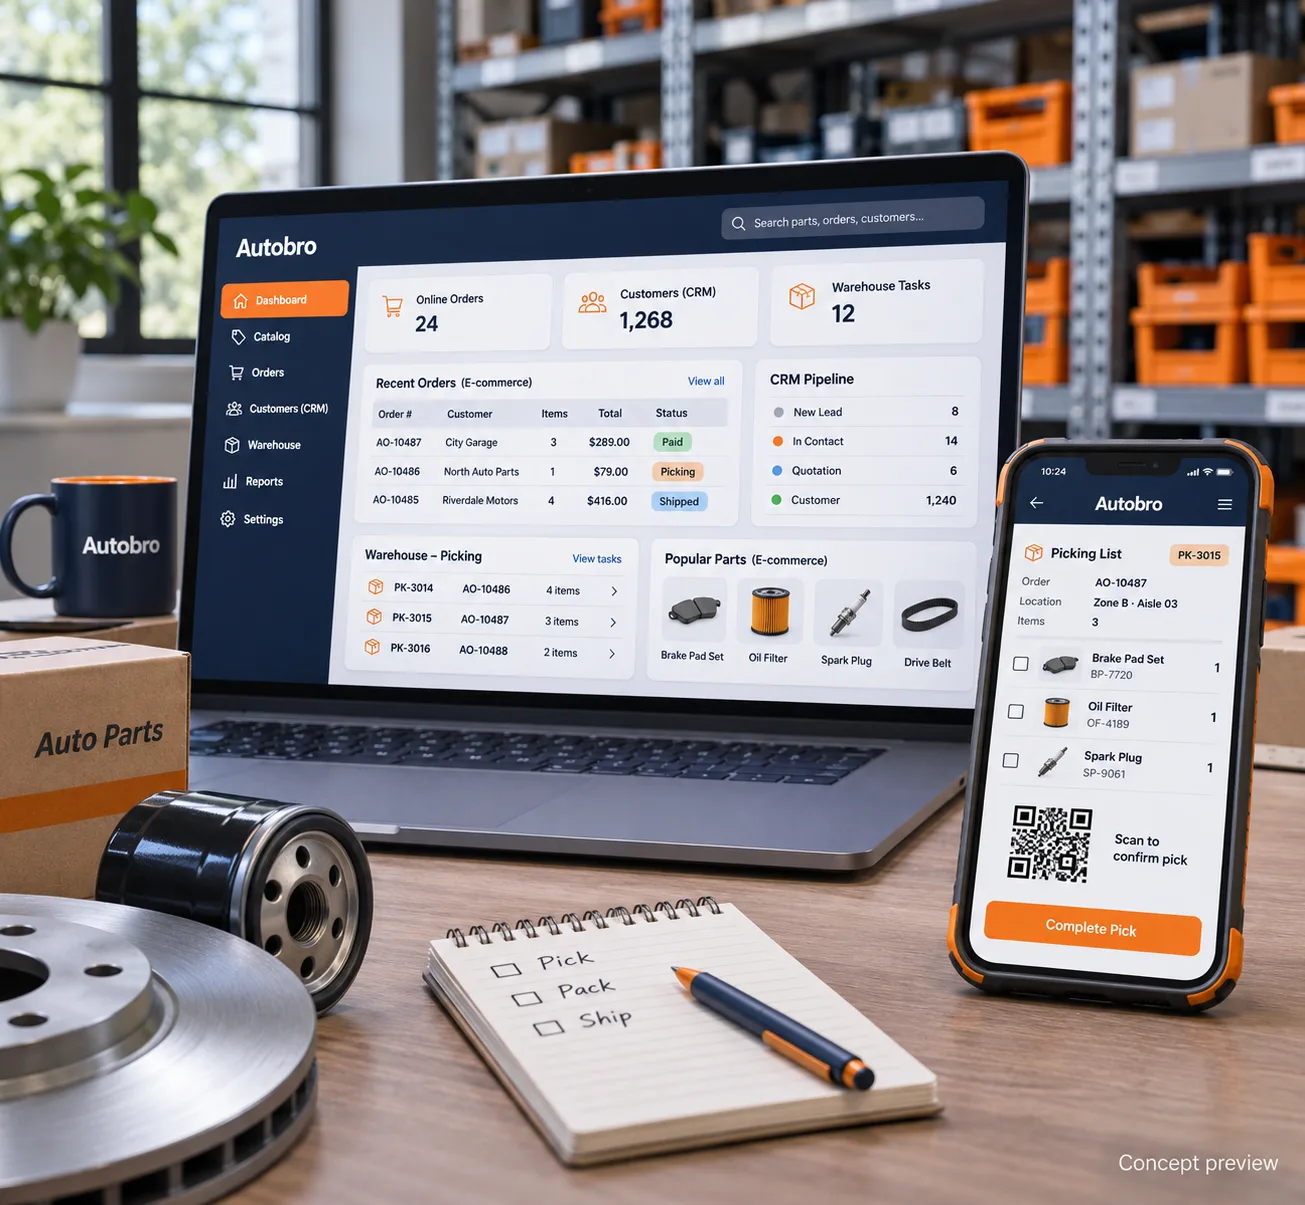 Autobro
Search parts, orders, customers...
Dashboard
Catalog
Orders
Customers (CRM)
Warehouse
Reports
Settings
Online Orders
24
Customers (CRM)
1,268
Warehouse Tasks
12
Recent Orders (E-commerce)
View all
Order # Customer Items Total Status
AO-10487 City Garage 3 $289.00 Paid
AO-10486 North Auto Parts 1 $79.00 Picking
AO-10485 Riverdale Motors 4 $416.00 Shipped
CRM Pipeline
New Lead 8
In Contact 14
Quotation 6
Customer 1,240
Warehouse – Picking
View tasks
PK-3014 AO-10486 4 items
PK-3015 AO-10487 3 items
PK-3016 AO-10488 2 items
Popular Parts (E-commerce)
Brake Pad Set
Oil Filter
Spark Plug
Drive Belt
10:24
Autobro
Picking List PK-3015
Order AO-10487
Location Zone B · Aisle 03
Items 3
Brake Pad Set 1
BP-7720
Oil Filter 1
OF-4189
Spark Plug 1
SP-9061
Scan to
confirm pick
Complete Pick
Autobro
Auto Parts
Pick
Pack
Ship
Concept preview